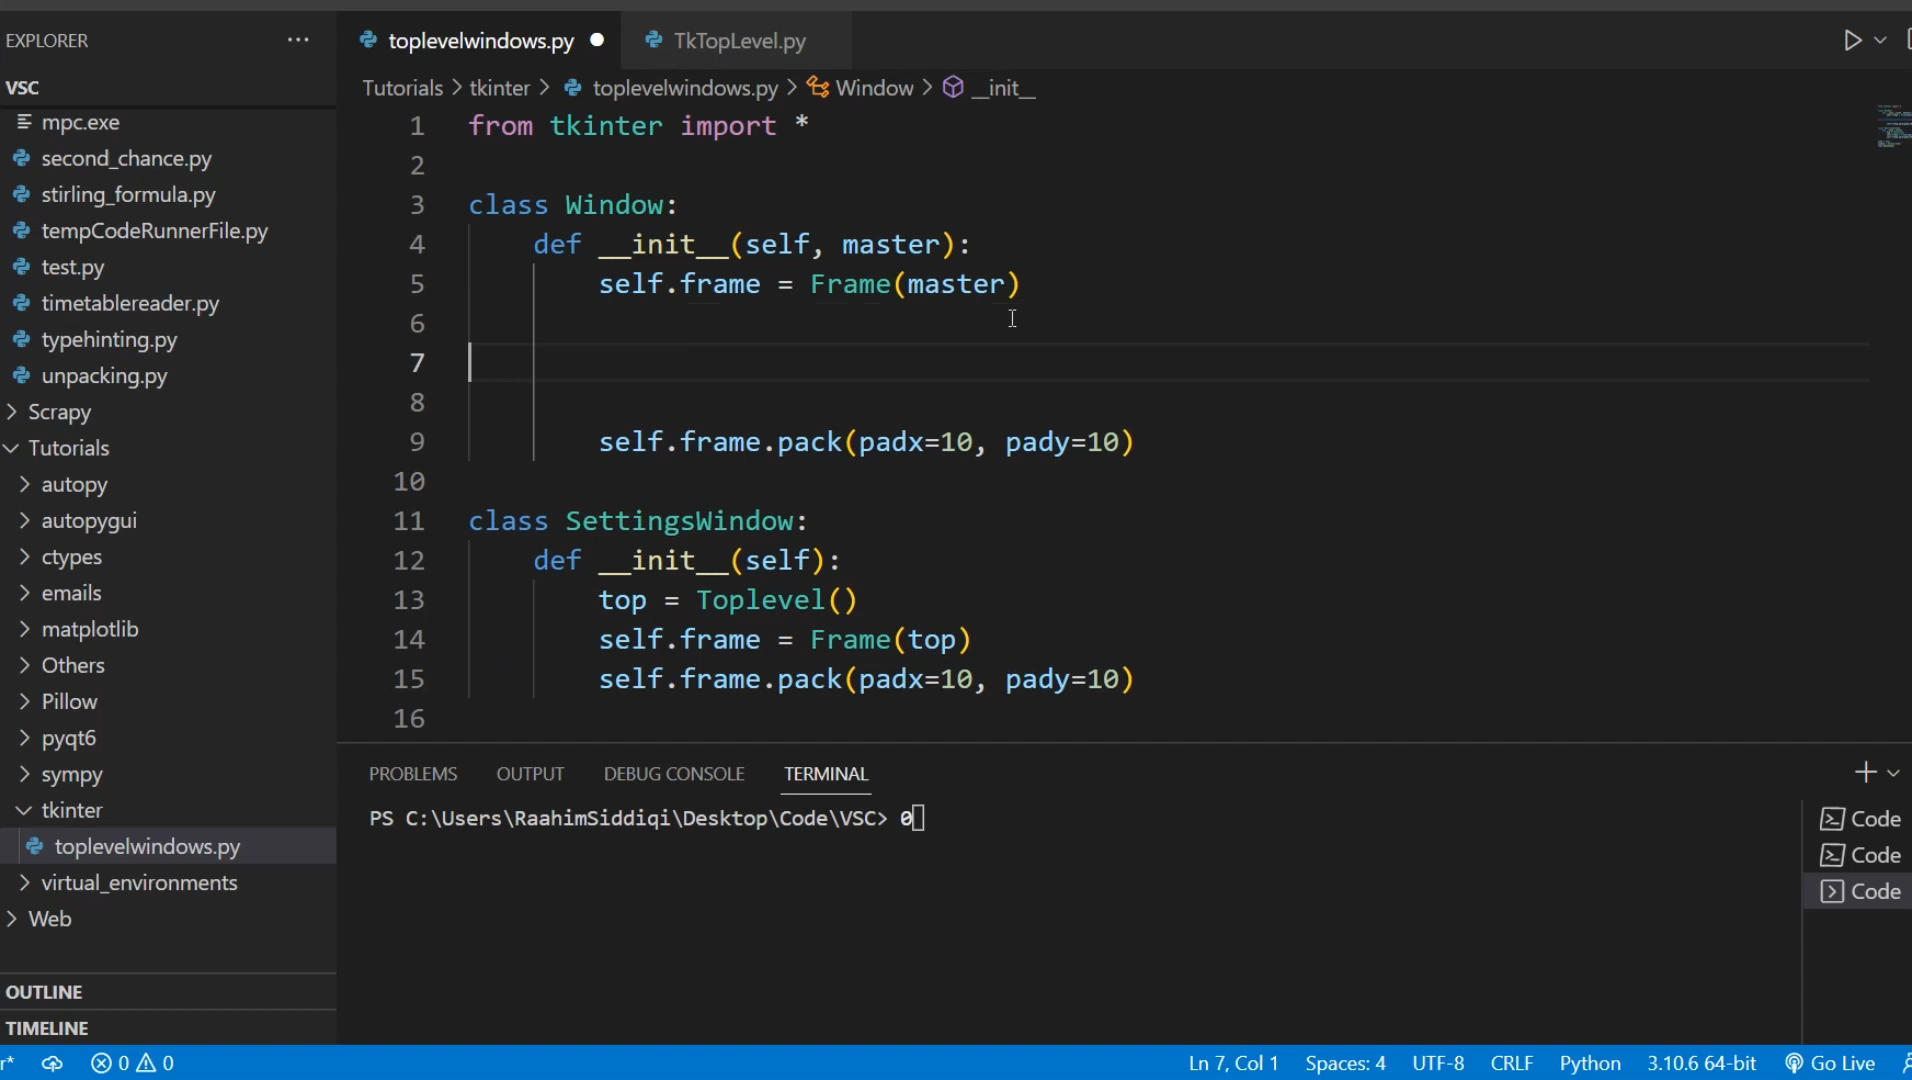 EXPLORER
toplevelwindows.py
TkTopLevel.py
VSC
Tutorials > tkinter > toplevelwindows.py > Window > __init__
mpc.exe
second_chance.py
stirling_formula.py
tempCodeRunnerFile.py
test.py
timetablereader.py
typehinting.py
unpacking.py
Scrapy
Tutorials
autopy
autopygui
ctypes
emails
matplotlib
Others
Pillow
pyqt6
sympy
tkinter
toplevelwindows.py
virtual_environments
Web
OUTLINE
TIMELINE
1 from tkinter import *
2
3 class Window:
4     def __init__(self, master):
5         self.frame = Frame(master)
6
7
8
9         self.frame.pack(padx=10, pady=10)
10
11 class SettingsWindow:
12     def __init__(self):
13         top = Toplevel()
14         self.frame = Frame(top)
15         self.frame.pack(padx=10, pady=10)
16
PROBLEMS OUTPUT DEBUG CONSOLE TERMINAL
PS C:\Users\RaahimSiddiqi\Desktop\Code\VSC> 0
Code
Code
Code
r* 0 0 Ln 7, Col 1 Spaces: 4 UTF-8 CRLF Python 3.10.6 64-bit Go Live